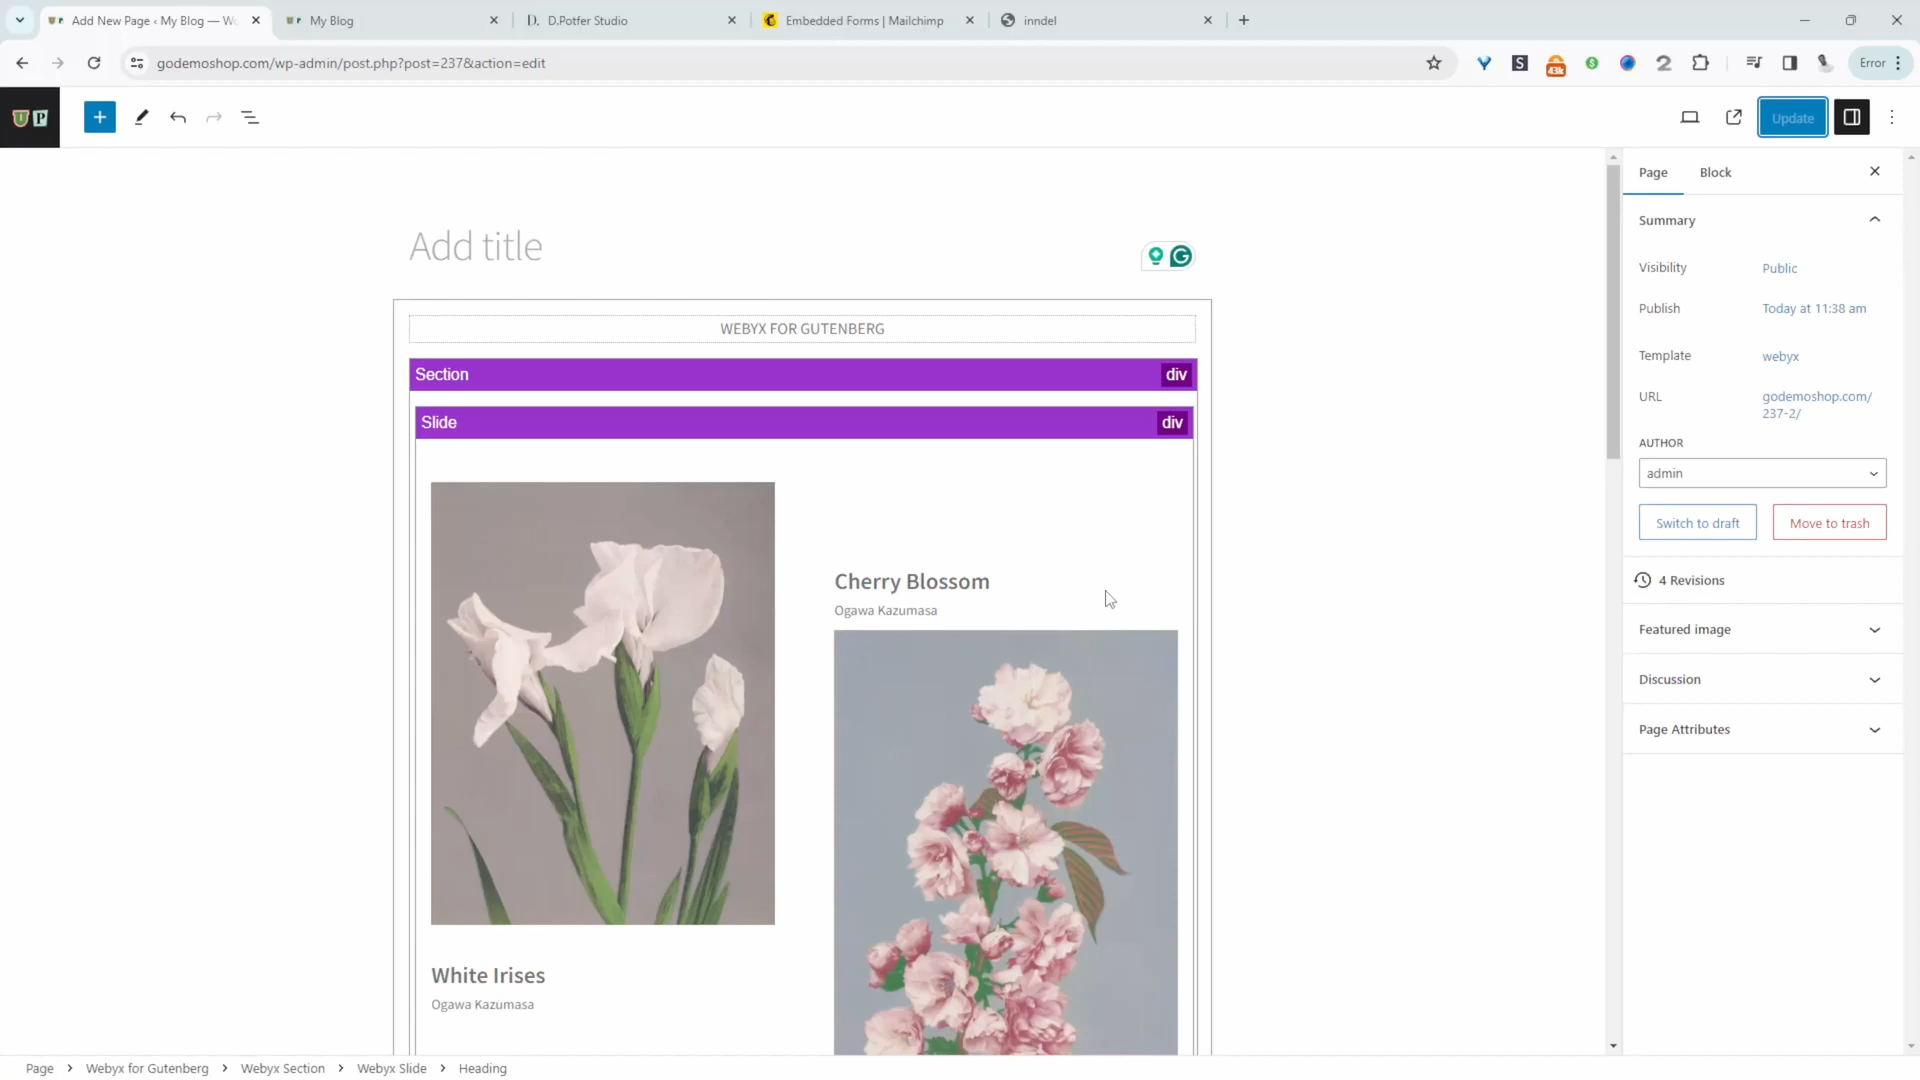 Add New Page ‹ My Blog — Wo
My Blog
D.Potfer Studio
Embedded Forms | Mailchimp
inndel
godemoshop.com/wp-admin/post.php?post=237&action=edit
43k
Error
Update
Page
Block
Summary
Visibility
Public
Publish
Today at 11:38 am
Template
webyx
URL
godemoshop.com/
237-2/
AUTHOR
admin
Switch to draft
Move to trash
4 Revisions
Featured image
Discussion
Page Attributes
Add title
WEBYX FOR GUTENBERG
Section
div
Slide
div
Cherry Blossom
Ogawa Kazumasa
White Irises
Ogawa Kazumasa
Page
Webyx for Gutenberg
Webyx Section
Webyx Slide
Heading